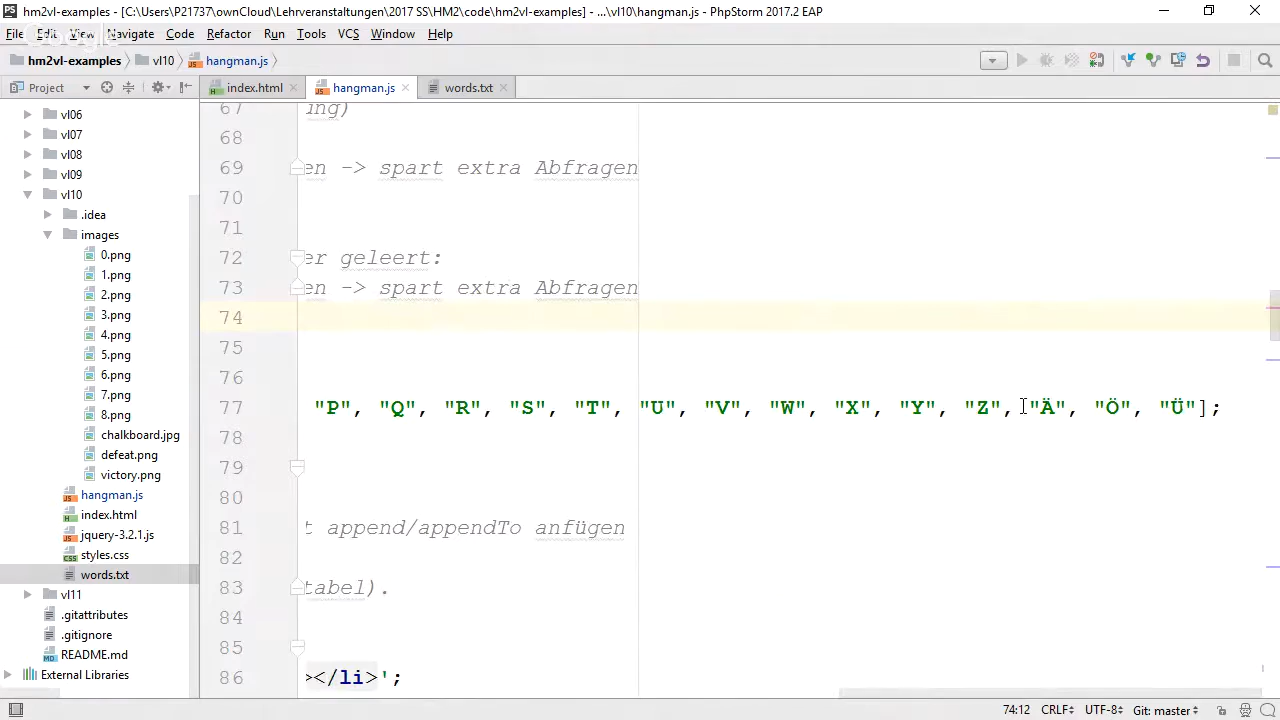 hm2vl-examples - [C:\Users\P21737\ownCloud\Lehrveranstaltungen\2017 SS\HM2\code\hm2vl-examples] - ...\vl10\hangman.js - PhpStorm 2017.2 EAP
File Edit View Navigate Code Refactor Run Tools VCS Window Help
Google
hm2vl-examples vl10 hangman.js
Project index.html hangman.js words.txt
vl06
vl07
vl08
vl09
vl10
.idea
images
0.png
1.png
2.png
3.png
4.png
5.png
6.png
7.png
8.png
chalkboard.jpg
defeat.png
victory.png
hangman.js
index.html
jquery-3.2.1.js
styles.css
words.txt
vl11
.gitattributes
.gitignore
README.md
External Libraries
67 ing)
68
69 en -> spart extra Abfragen
70
71
72 er geleert:
73 en -> spart extra Abfragen
74
75
76
77 "P", "Q", "R", "S", "T", "U", "V", "W", "X", "Y", "Z", "Ä", "Ö", "Ü"];
78
79
80
81 t append/appendTo anfügen
82
83 tabel).
84
85
86 ></li>';
74:12 CRLF UTF-8 Git: master